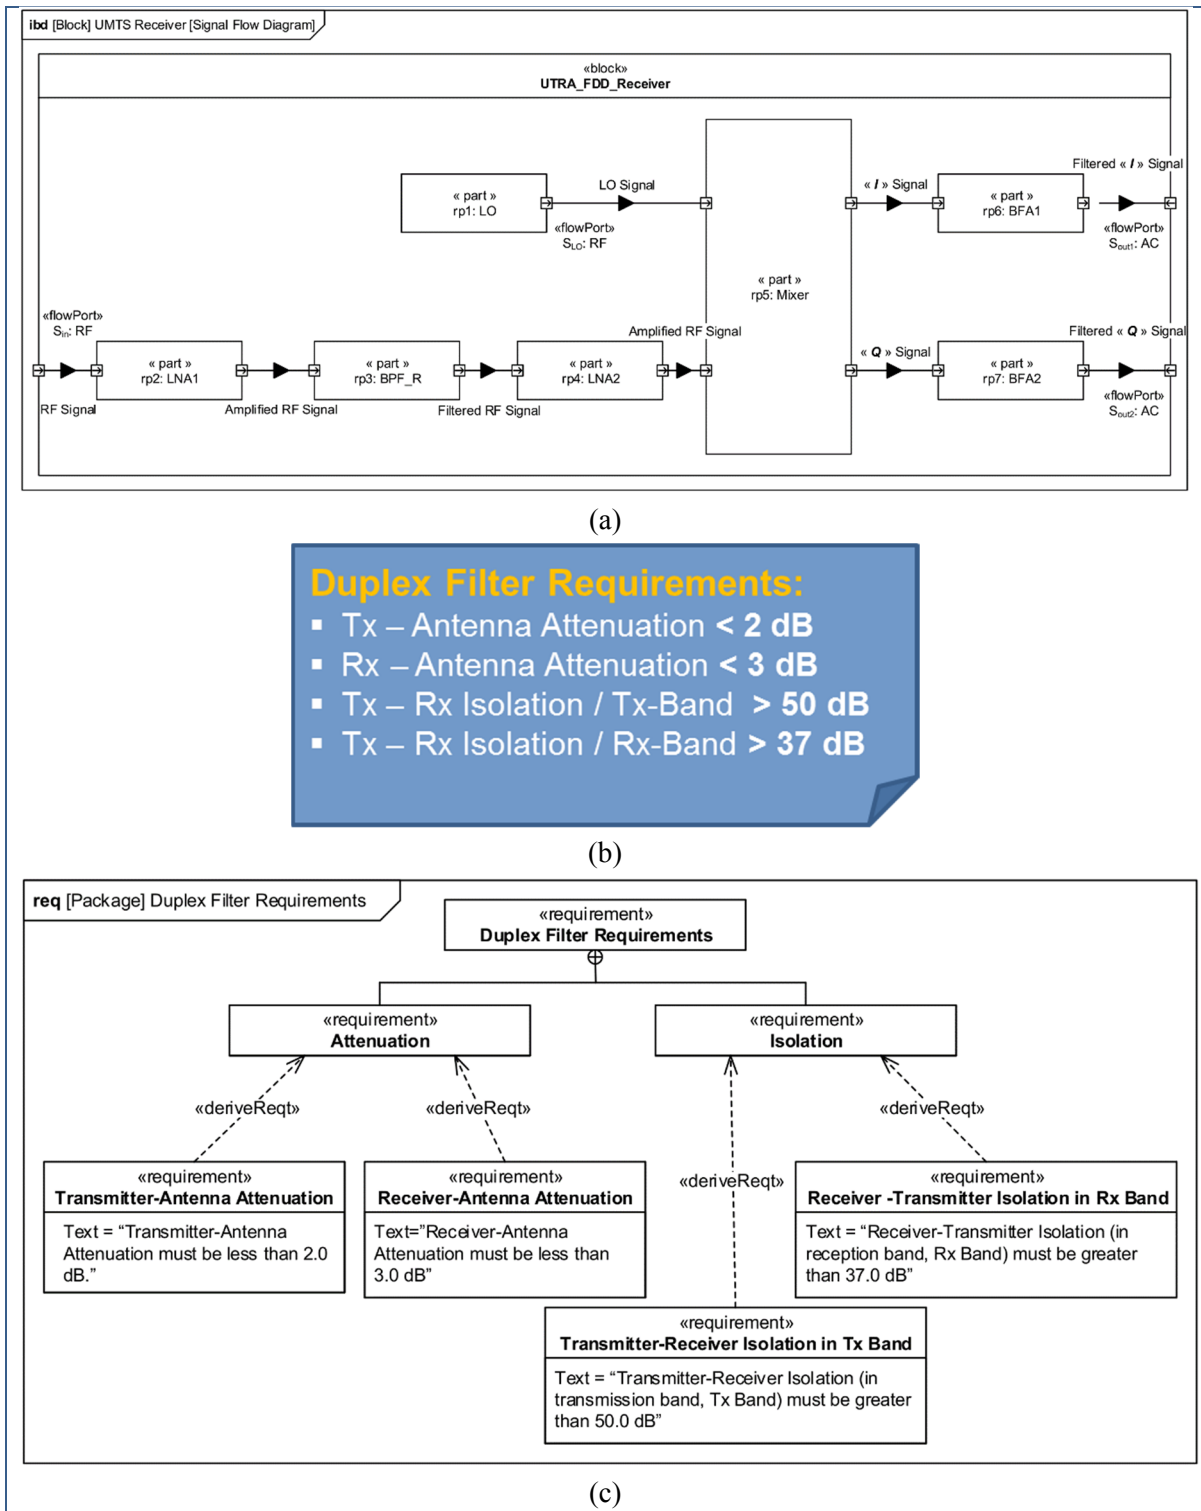 ibd [Block] UMTS Receiver [Signal Flow Diagram]
«block»
UTRA_FDD_Receiver
« part »
rp1: LO
LO Signal
«flowPort»
S_LO: RF
« part »
rp5: Mixer
« I » Signal
« part »
rp6: BFA1
Filtered « I » Signal
«flowPort»
S_out1: AC
«flowPort»
S_in: RF
RF Signal
« part »
rp2: LNA1
Amplified RF Signal
« part »
rp3: BPF_R
Filtered RF Signal
« part »
rp4: LNA2
Amplified RF Signal
« Q » Signal
« part »
rp7: BFA2
Filtered « Q » Signal
«flowPort»
S_out2: AC
(a)
Duplex Filter Requirements:
▪ Tx – Antenna Attenuation < 2 dB
▪ Rx – Antenna Attenuation < 3 dB
▪ Tx – Rx Isolation / Tx-Band > 50 dB
▪ Tx – Rx Isolation / Rx-Band > 37 dB
(b)
req [Package] Duplex Filter Requirements
«requirement»
Duplex Filter Requirements
«requirement»
Attenuation
«requirement»
Isolation
«deriveReqt»
«deriveReqt»
«deriveReqt»
«deriveReqt»
«requirement»
Transmitter-Antenna Attenuation
Text = “Transmitter-Antenna
Attenuation must be less than 2.0
dB.”
«requirement»
Receiver-Antenna Attenuation
Text=”Receiver-Antenna
Attenuation must be less than
3.0 dB”
«requirement»
Receiver -Transmitter Isolation in Rx Band
Text = “Receiver-Transmitter Isolation (in
reception band, Rx Band) must be greater
than 37.0 dB”
«requirement»
Transmitter-Receiver Isolation in Tx Band
Text = “Transmitter-Receiver Isolation (in
transmission band, Tx Band) must be greater
than 50.0 dB”
(c)